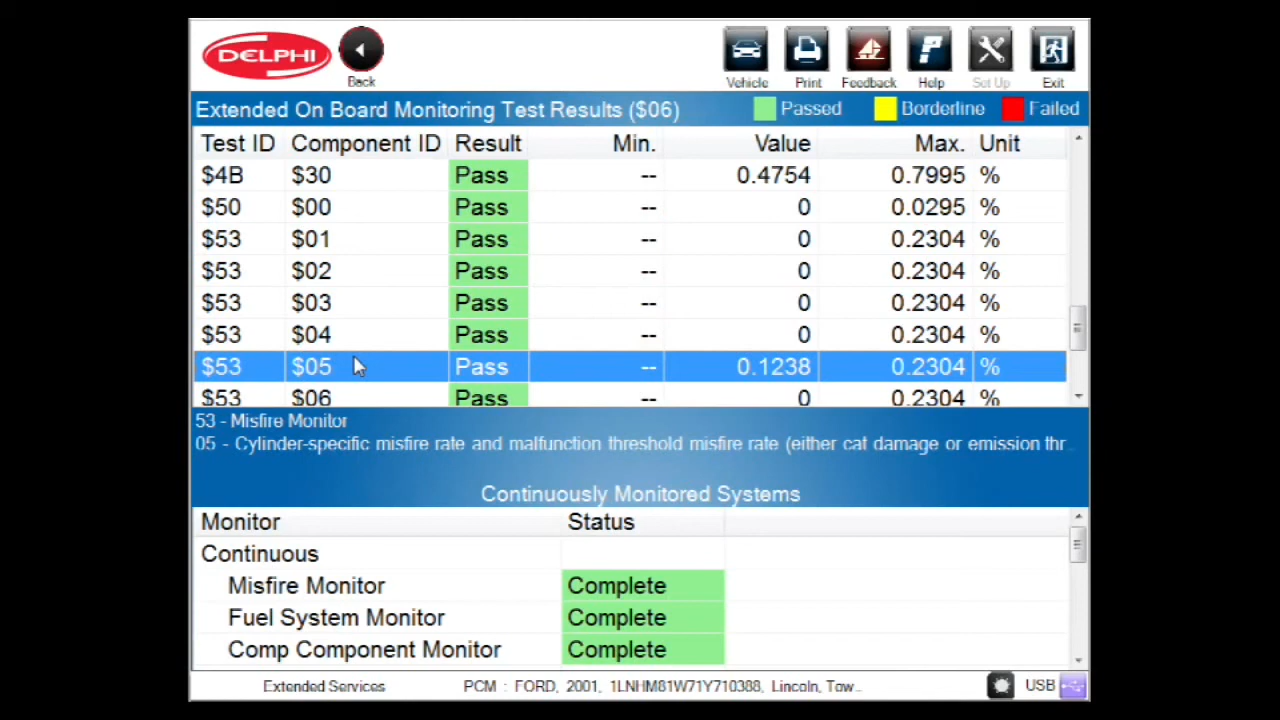 DELPHI
Back
Vehicle Print Feedback Help Set Up Exit
Extended On Board Monitoring Test Results ($06) Passed Borderline Failed
Test ID Component ID Result Min. Value Max. Unit
$4B $30 Pass -- 0.4754 0.7995 %
$50 $00 Pass -- 0 0.0295 %
$53 $01 Pass -- 0 0.2304 %
$53 $02 Pass -- 0 0.2304 %
$53 $03 Pass -- 0 0.2304 %
$53 $04 Pass -- 0 0.2304 %
$53 $05 Pass -- 0.1238 0.2304 %
$53 $06 Pass -- 0 0.2304 %
53 - Misfire Monitor
05 - Cylinder-specific misfire rate and malfunction threshold misfire rate (either cat damage or emission thr...
Continuously Monitored Systems
Monitor Status
Continuous
Misfire Monitor Complete
Fuel System Monitor Complete
Comp Component Monitor Complete
Extended Services PCM : FORD, 2001, 1LNHM81W71Y710388, Lincoln, Tow... USB